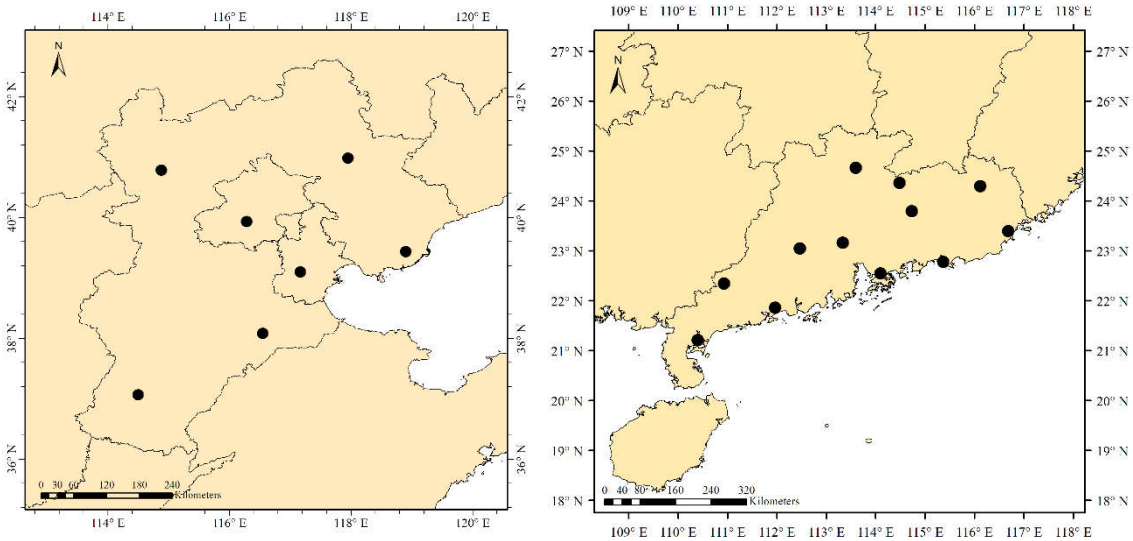 114° E 116° E 118° E 120° E
N
42° N 42° N
40° N 40° N
38° N 38° N
36° N 36° N
0 30 60 120 180 240
Kilometers
114° E 116° E 118° E 120° E
109° E 110° E 111° E 112° E 113° E 114° E 115° E 116° E 117° E 118° E
N
27° N 27° N
26° N 26° N
25° N 25° N
24° N 24° N
23° N 23° N
22° N 22° N
21° N 21° N
20° N 20° N
19° N 19° N
18° N 18° N
0 40 80 160 240 320
Kilometers
109° E 110° E 111° E 112° E 113° E 114° E 115° E 116° E 117° E 118° E